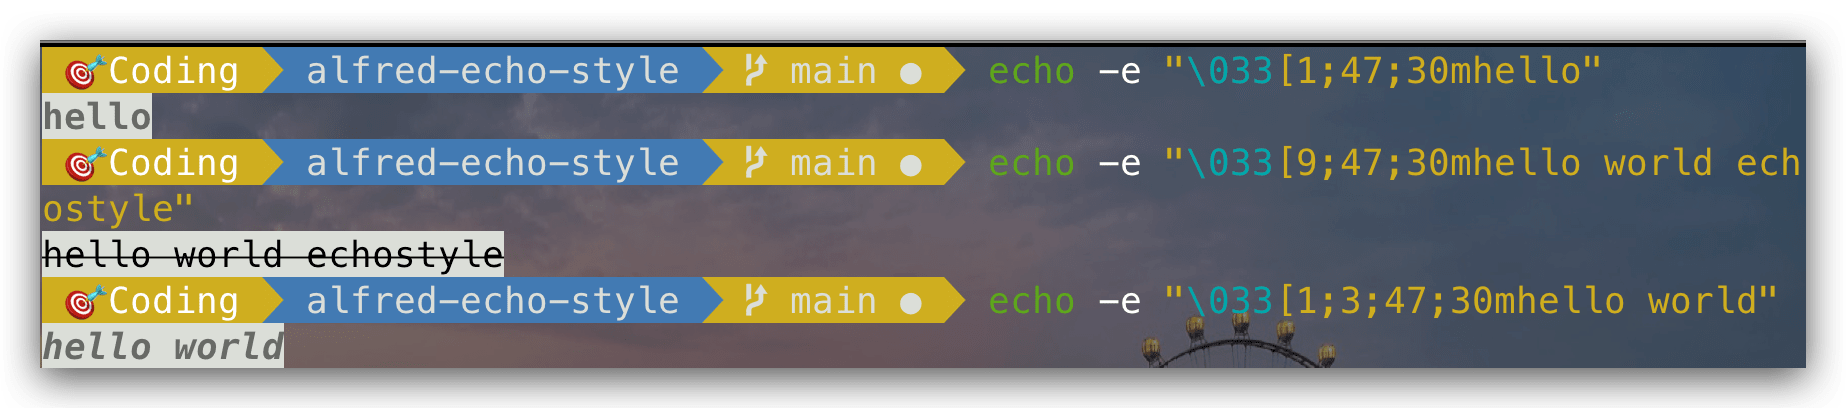 Coding alfred-echo-style main ● echo -e "\033[1;47;30mhello"
hello
Coding alfred-echo-style main ● echo -e "\033[9;47;30mhello world ech
ostyle"
hello world echostyle
Coding alfred-echo-style main ● echo -e "\033[1;3;47;30mhello world"
hello world